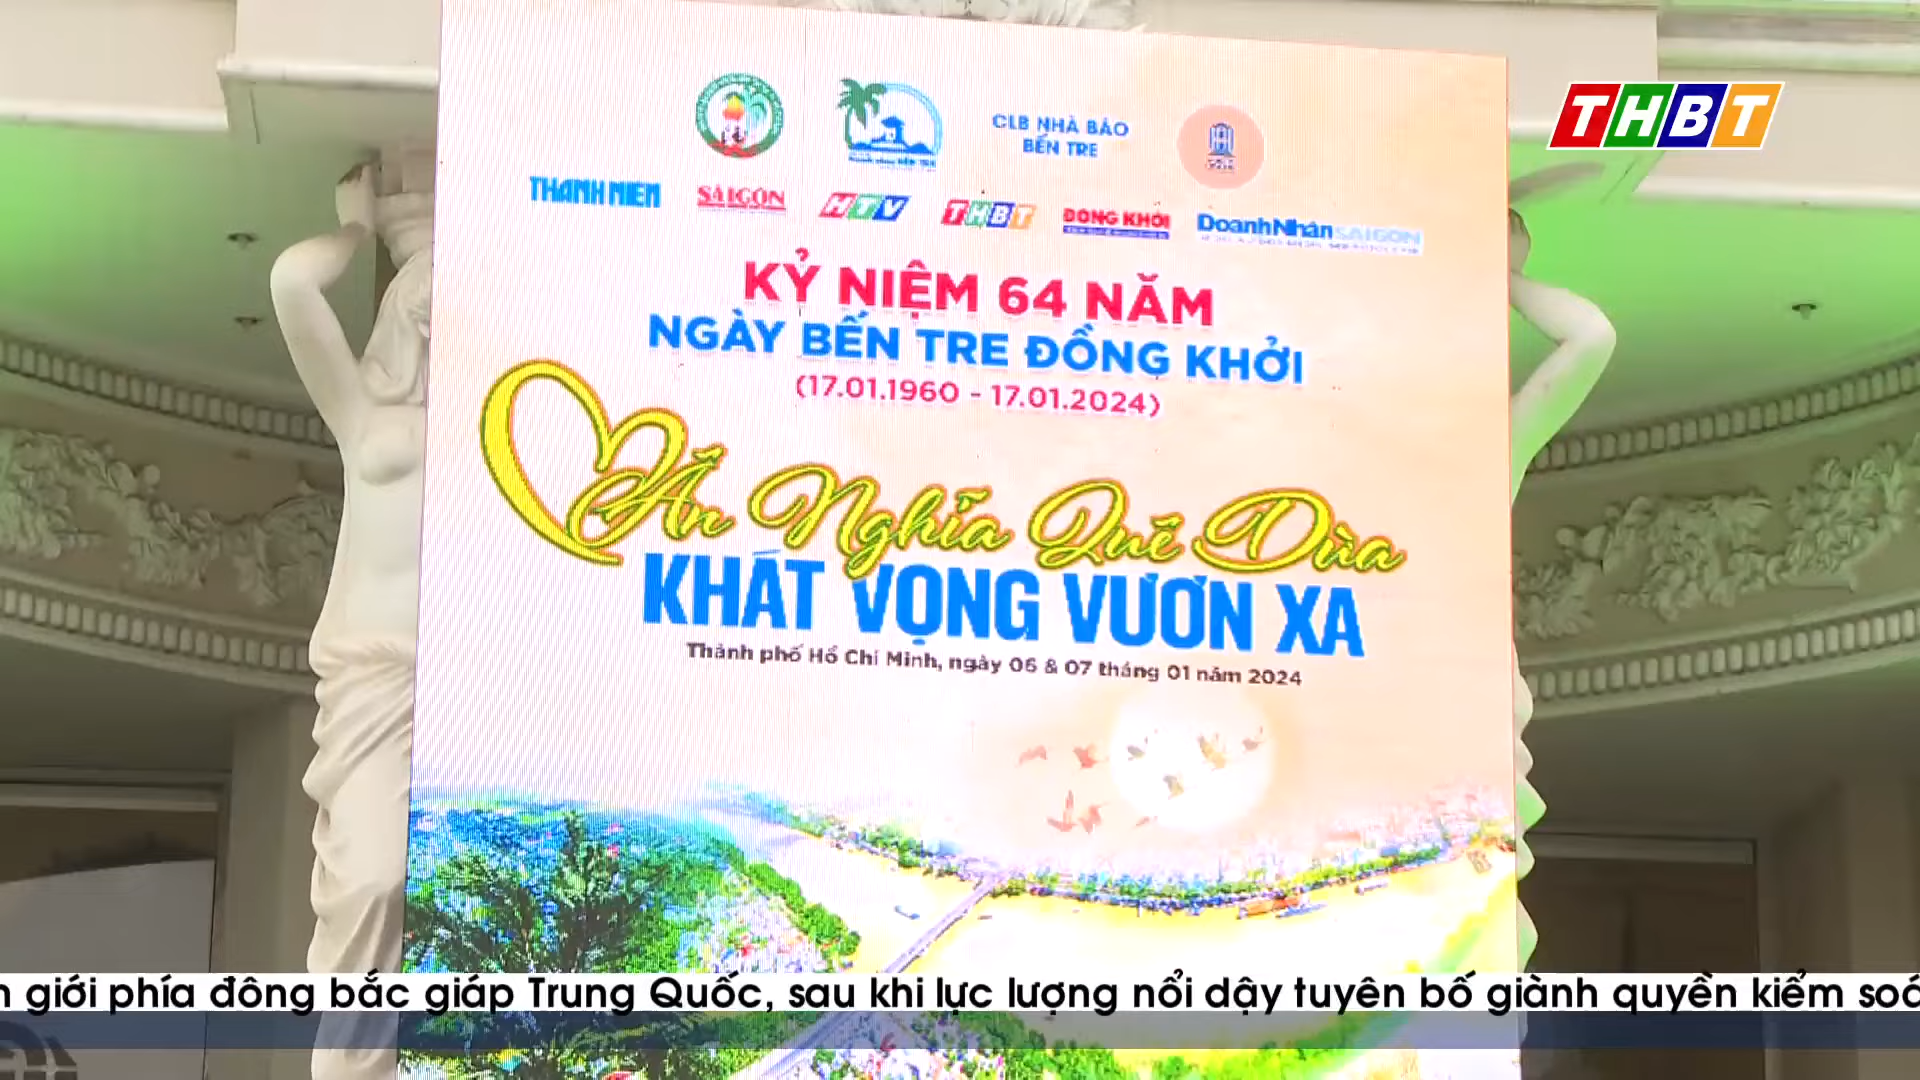 THBT
CLB NHÀ BÁO
BẾN TRE
THANH NIÊN
SÀIGÒN
HTV
THBT
ĐỒNG KHỞI
DoanhNhân SAIGON
KỶ NIỆM 64 NĂM
NGÀY BẾN TRE ĐỒNG KHỞI
(17.01.1960 - 17.01.2024)
Ân Nghĩa Quê Dừa
KHÁT VỌNG VƯƠN XA
Thành phố Hồ Chí Minh, ngày 06 & 07 tháng 01 năm 2024
giới phía đông bắc giáp Trung Quốc, sau khi lực lượng nổi dậy tuyên bố giành quyền kiểm soá